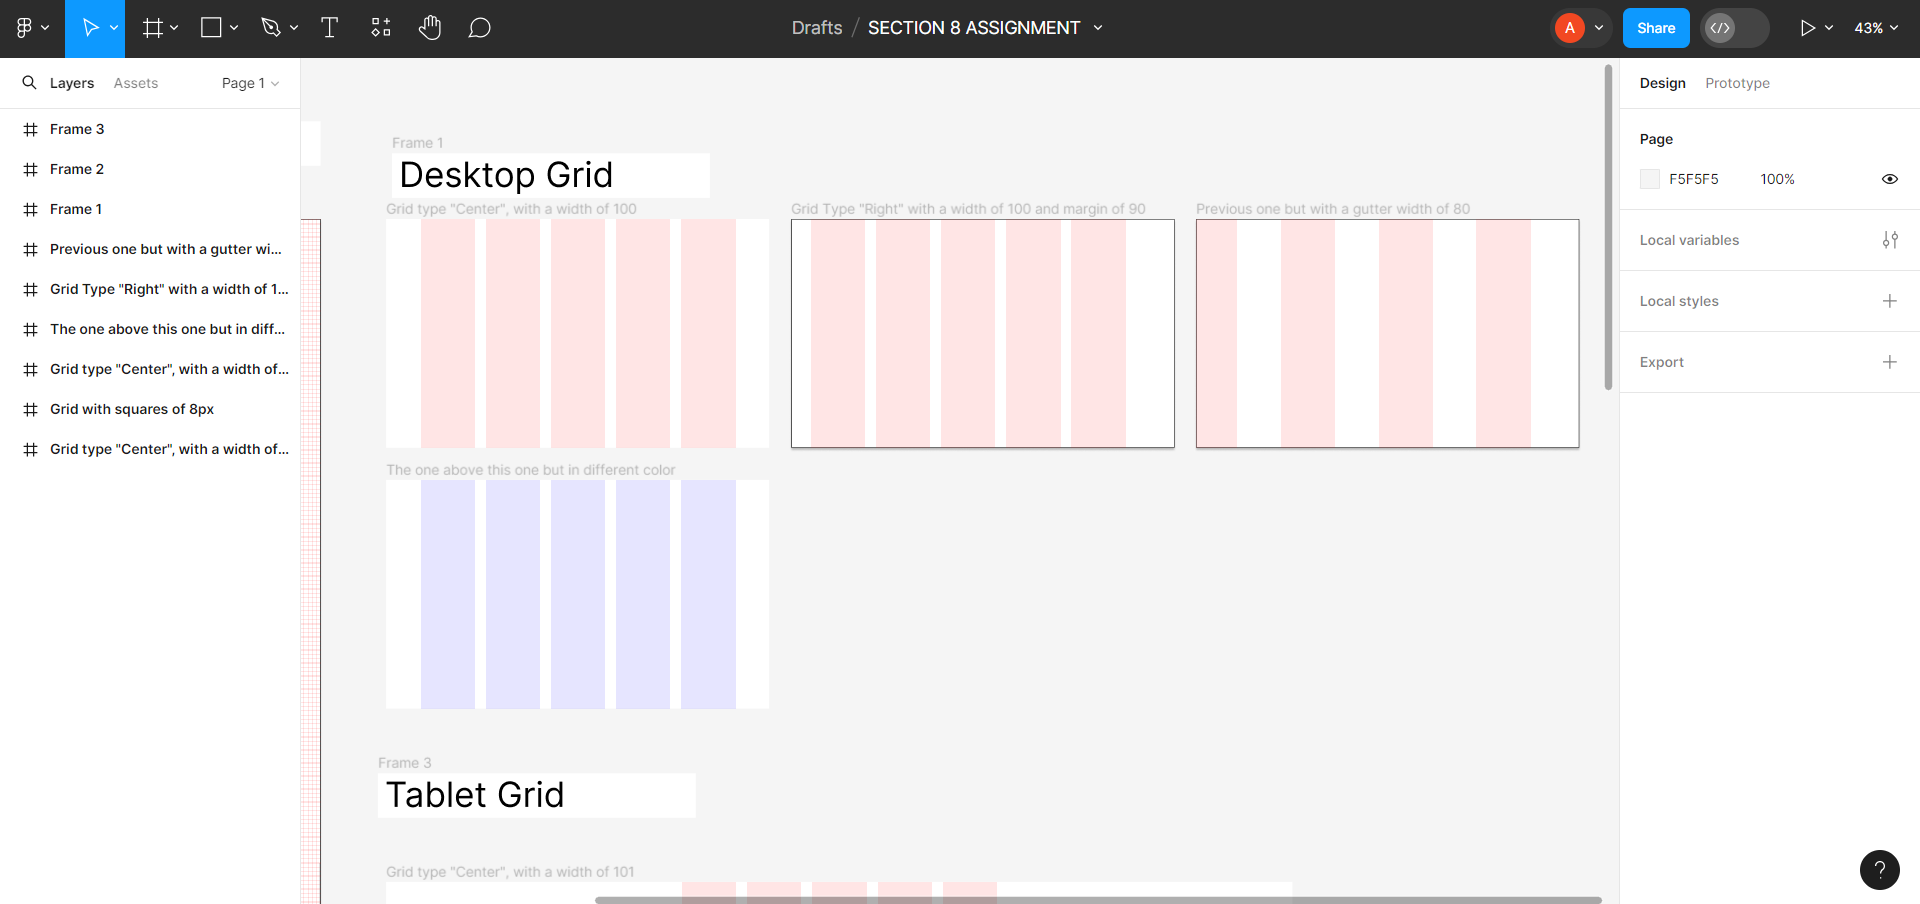 Drafts / SECTION 8 ASSIGNMENT
A
Share
43%
Layers
Assets
Page 1
Frame 3
Frame 2
Frame 1
Previous one but with a gutter wi...
Grid Type "Right" with a width of 1...
The one above this one but in diff...
Grid type "Center", with a width of...
Grid with squares of 8px
Grid type "Center", with a width of...
Frame 1
Desktop Grid
Grid type "Center", with a width of 100
Grid Type "Right" with a width of 100 and margin of 90
Previous one but with a gutter width of 80
The one above this one but in different color
Frame 3
Tablet Grid
Grid type "Center", with a width of 101
Design
Prototype
Page
F5F5F5
100%
Local variables
Local styles
Export
?